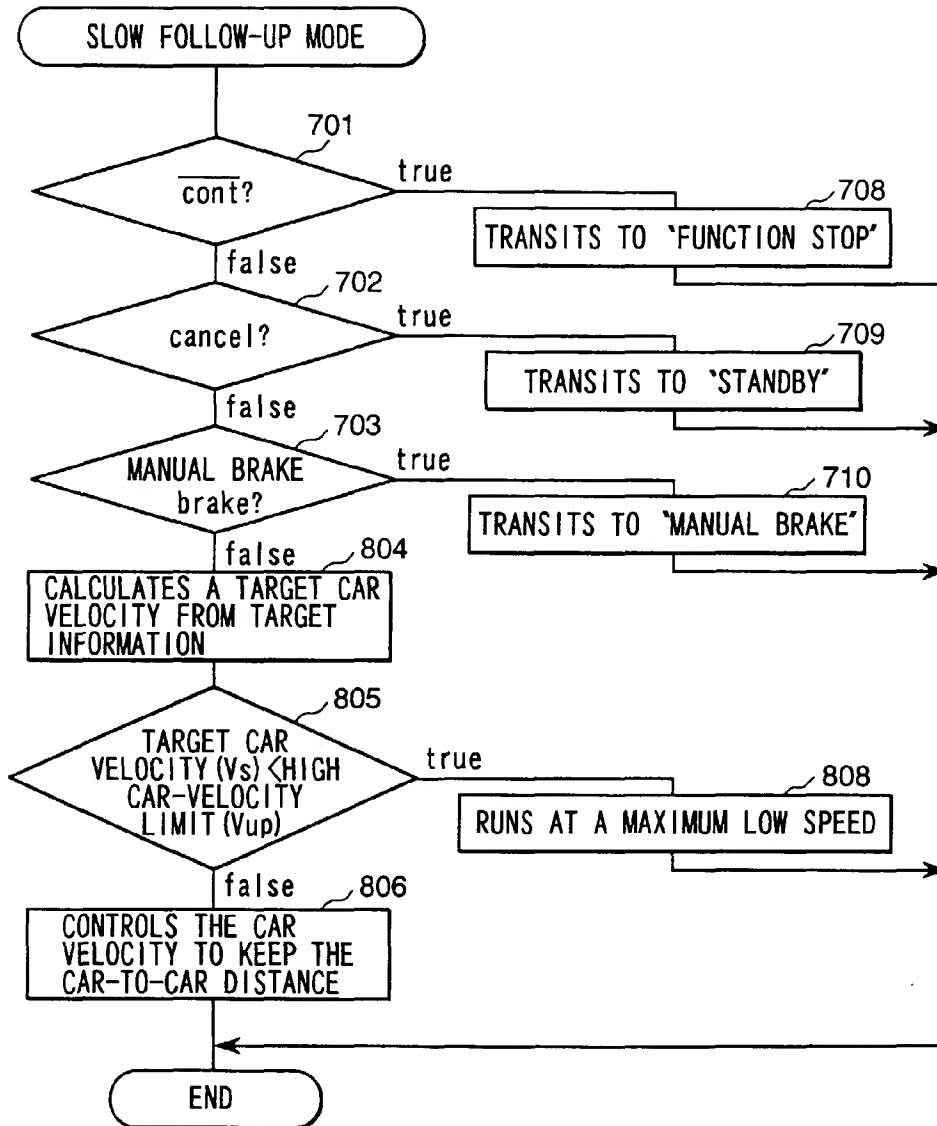 SLOW FOLLOW-UP MODE
701
cont?
true
708
TRANSITS TO "FUNCTION STOP"
false
702
cancel?
true
709
TRANSITS TO "STANDBY"
false
703
MANUAL BRAKE
brake?
true
710
TRANSITS TO "MANUAL BRAKE"
false
804
CALCULATES A TARGET CAR
VELOCITY FROM TARGET
INFORMATION
805
TARGET CAR
VELOCITY(Vs)<HIGH
CAR-VELOCITY
LIMIT(Vup)
true
808
RUNS AT A MAXIMUM LOW SPEED
false
806
CONTROLS THE CAR
VELOCITY TO KEEP THE
CAR-TO-CAR DISTANCE
END